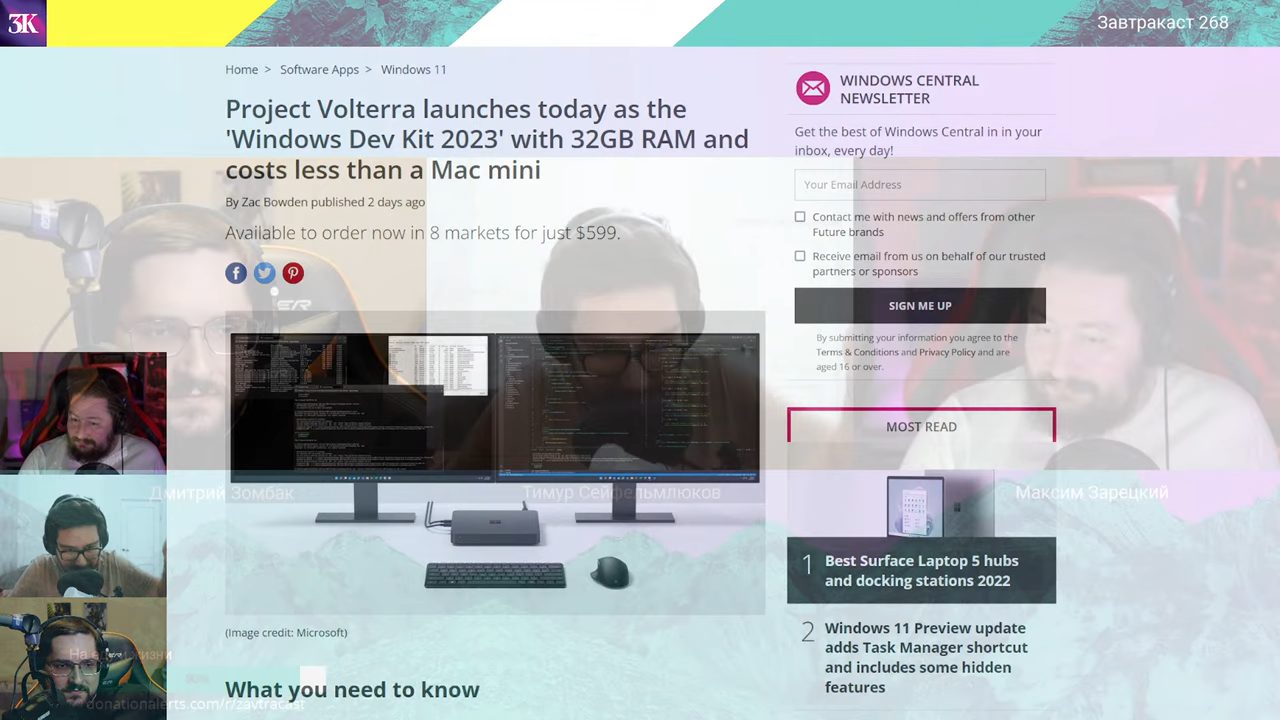 ЗК
Завтракаст 268
Home > Software Apps > Windows 11
Project Volterra launches today as the
'Windows Dev Kit 2023' with 32GB RAM and
costs less than a Mac mini
By Zac Bowden published 2 days ago
Available to order now in 8 markets for just $599.
WINDOWS CENTRAL
NEWSLETTER
Get the best of Windows Central in in your
inbox, every day!
Your Email Address
Contact me with news and offers from other
Future brands
Receive email from us on behalf of our trusted
partners or sponsors
SIGN ME UP
By submitting your information you agree to the
Terms & Conditions and Privacy Policy and are
aged 16 or over.
MOST READ
Дмитрий Зомбак
Тимур Сейфельмлюков
Максим Зарецкий
1 Best Surface Laptop 5 hubs
and docking stations 2022
2 Windows 11 Preview update
adds Task Manager shortcut
and includes some hidden
features
(Image credit: Microsoft)
What you need to know
donationalerts.com/r/zavtracast